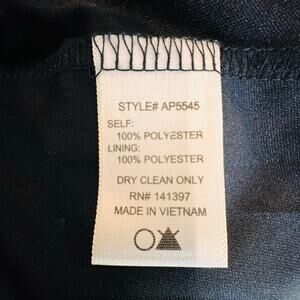 STYLE# AP5545
SELF:
100% POLYESTER
LINING:
100% POLYESTER
DRY CLEAN ONLY
RN# 141397
MADE IN VIETNAM